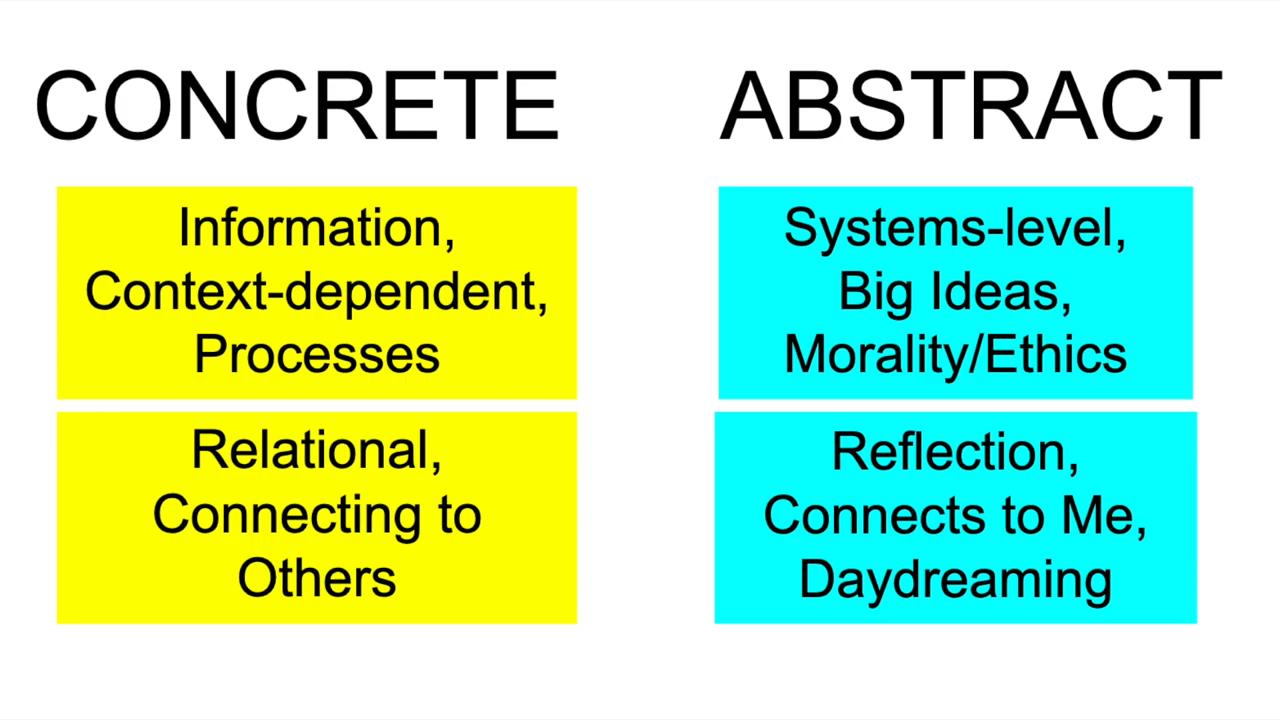 CONCRETE
Information,
Context-dependent,
Processes
Relational,
Connecting to
Others
ABSTRACT
Systems-level,
Big Ideas,
Morality/Ethics
Reflection,
Connects to Me,
Daydreaming